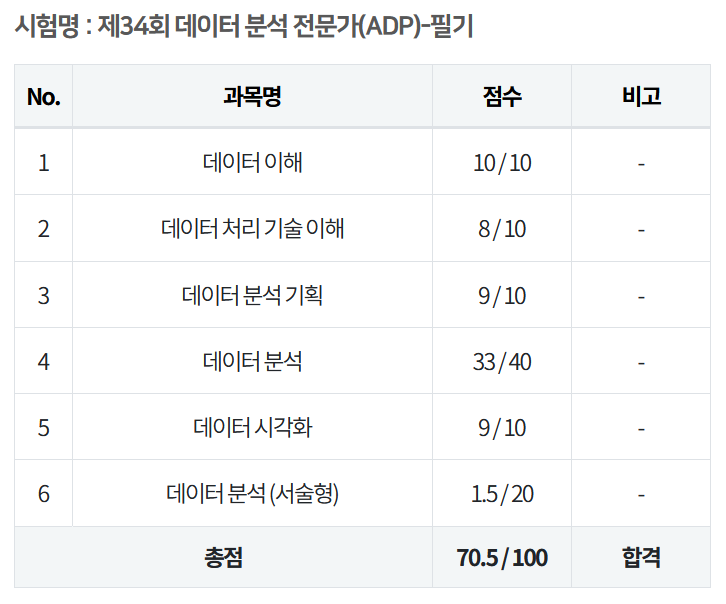 시험명 : 제34회 데이터 분석 전문가(ADP)-필기
No. 과목명 점수 비고
1 데이터 이해 10 / 10 -
2 데이터 처리 기술 이해 8 / 10 -
3 데이터 분석 기획 9 / 10 -
4 데이터 분석 33 / 40 -
5 데이터 시각화 9 / 10 -
6 데이터 분석 (서술형) 1.5 / 20 -
총점 70.5 / 100 합격